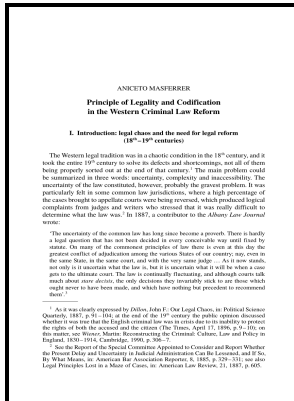 ANICETO MASFERRER
Principle of Legality and Codification
in the Western Criminal Law Reform
I. Introduction: legal chaos and the need for legal reform
(18th – 19th centuries)
The Western legal tradition was in a chaotic condition in the 18th century, and it
took the entire 19th century to solve its defects and shortcomings, not all of them
being properly sorted out at the end of that century.1 The main problem could
be summarized in three words: uncertainty, complexity and inaccessibility. The
uncertainty of the law constituted, however, probably the gravest problem. It was
particularly felt in some common law jurisdictions, where a high percentage of
the cases brought to appellate courts were being reversed, which produced logical
complaints from judges and writers who stressed that it was really difficult to
determine what the law was.2 In 1887, a contributor to the Albany Law Journal
wrote:
‘The uncertainty of the common law has long since become a proverb. There is hardly
a legal question that has not been decided in every conceivable way until fixed by
statute. On many of the commonest principles of law there is even at this day the
greatest conflict of adjudication among the various States of our country; nay, even in
the same State, in the same court, and with the very same judge … As it now stands,
not only is it uncertain what the law is, but it is uncertain what it will be when a case
goes to the ultimate court. The law is continually fluctuating, and although courts talk
much about stare decisis, the only decisions they invariably stick to are those which
ought never to have been made, and which have nothing but precedent to recommend
them’.3
1 As it was clearly expressed by Dillon, John F.: Our Legal Chaos, in: Political Science
Quarterly, 1887, p. 91–104; at the end of the 19th century the public opinion discussed
whether it was true that the English criminal law was in crisis due to its inability to protect
the rights of both the accused and the citizen (The Times, April 17, 1896, p. 9–10); on
this matter, see Wiener, Martin: Reconstructing the Criminal: Culture, Law and Policy in
England, 1830–1914, Cambridge, 1990, p. 306–7.
2 See the Report of the Special Committee Appointed to Consider and Report Whether
the Present Delay and Uncertainty in Judicial Administration Can Be Lessened, and If So,
By What Means, in: American Bar Association Reporter, 8, 1885, p. 329–331; see also
Legal Principles Lost in a Maze of Cases, in: American Law Review, 21, 1887, p. 605.